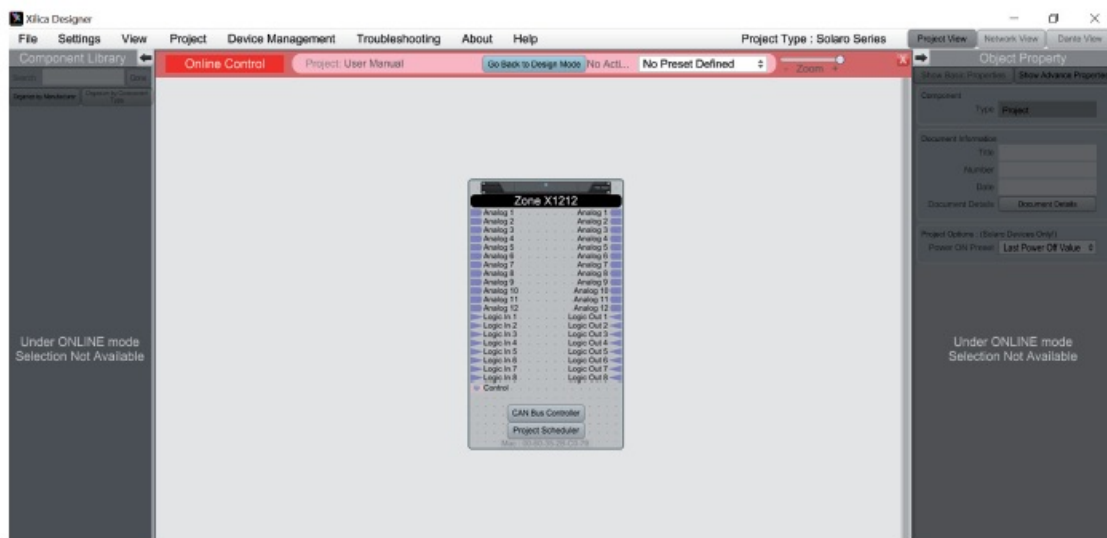 Xilica Designer
File Settings View Project Device Management Troubleshooting About Help Project Type : Solaro Series Project View Network View Dante View
Component Library Online Control Project: User Manual Go Back to Design Mode No Acti... No Preset Defined - Zoom + Object Property
Search Show Basic Properties Show Advance Properties
Component
Type Project
Document Information
Title
Number
Date
Document Details Document Details
Project Options : (Solaro Devices Only!)
Power ON Preset Last Power Off Value
Zone X1212
Analog 1 Analog 1
Analog 2 Analog 2
Analog 3 Analog 3
Analog 4 Analog 4
Analog 5 Analog 5
Analog 6 Analog 6
Analog 7 Analog 7
Analog 8 Analog 8
Analog 9 Analog 9
Analog 10 Analog 10
Analog 11 Analog 11
Analog 12 Analog 12
Logic In 1 Logic Out 1
Logic In 2 Logic Out 2
Logic In 3 Logic Out 3
Logic In 4 Logic Out 4
Logic In 5 Logic Out 5
Logic In 6 Logic Out 6
Logic In 7 Logic Out 7
Logic In 8 Logic Out 8
Control
CAN Bus Controller
Project Scheduler
Under ONLINE mode
Selection Not Available
Under ONLINE mode
Selection Not Available